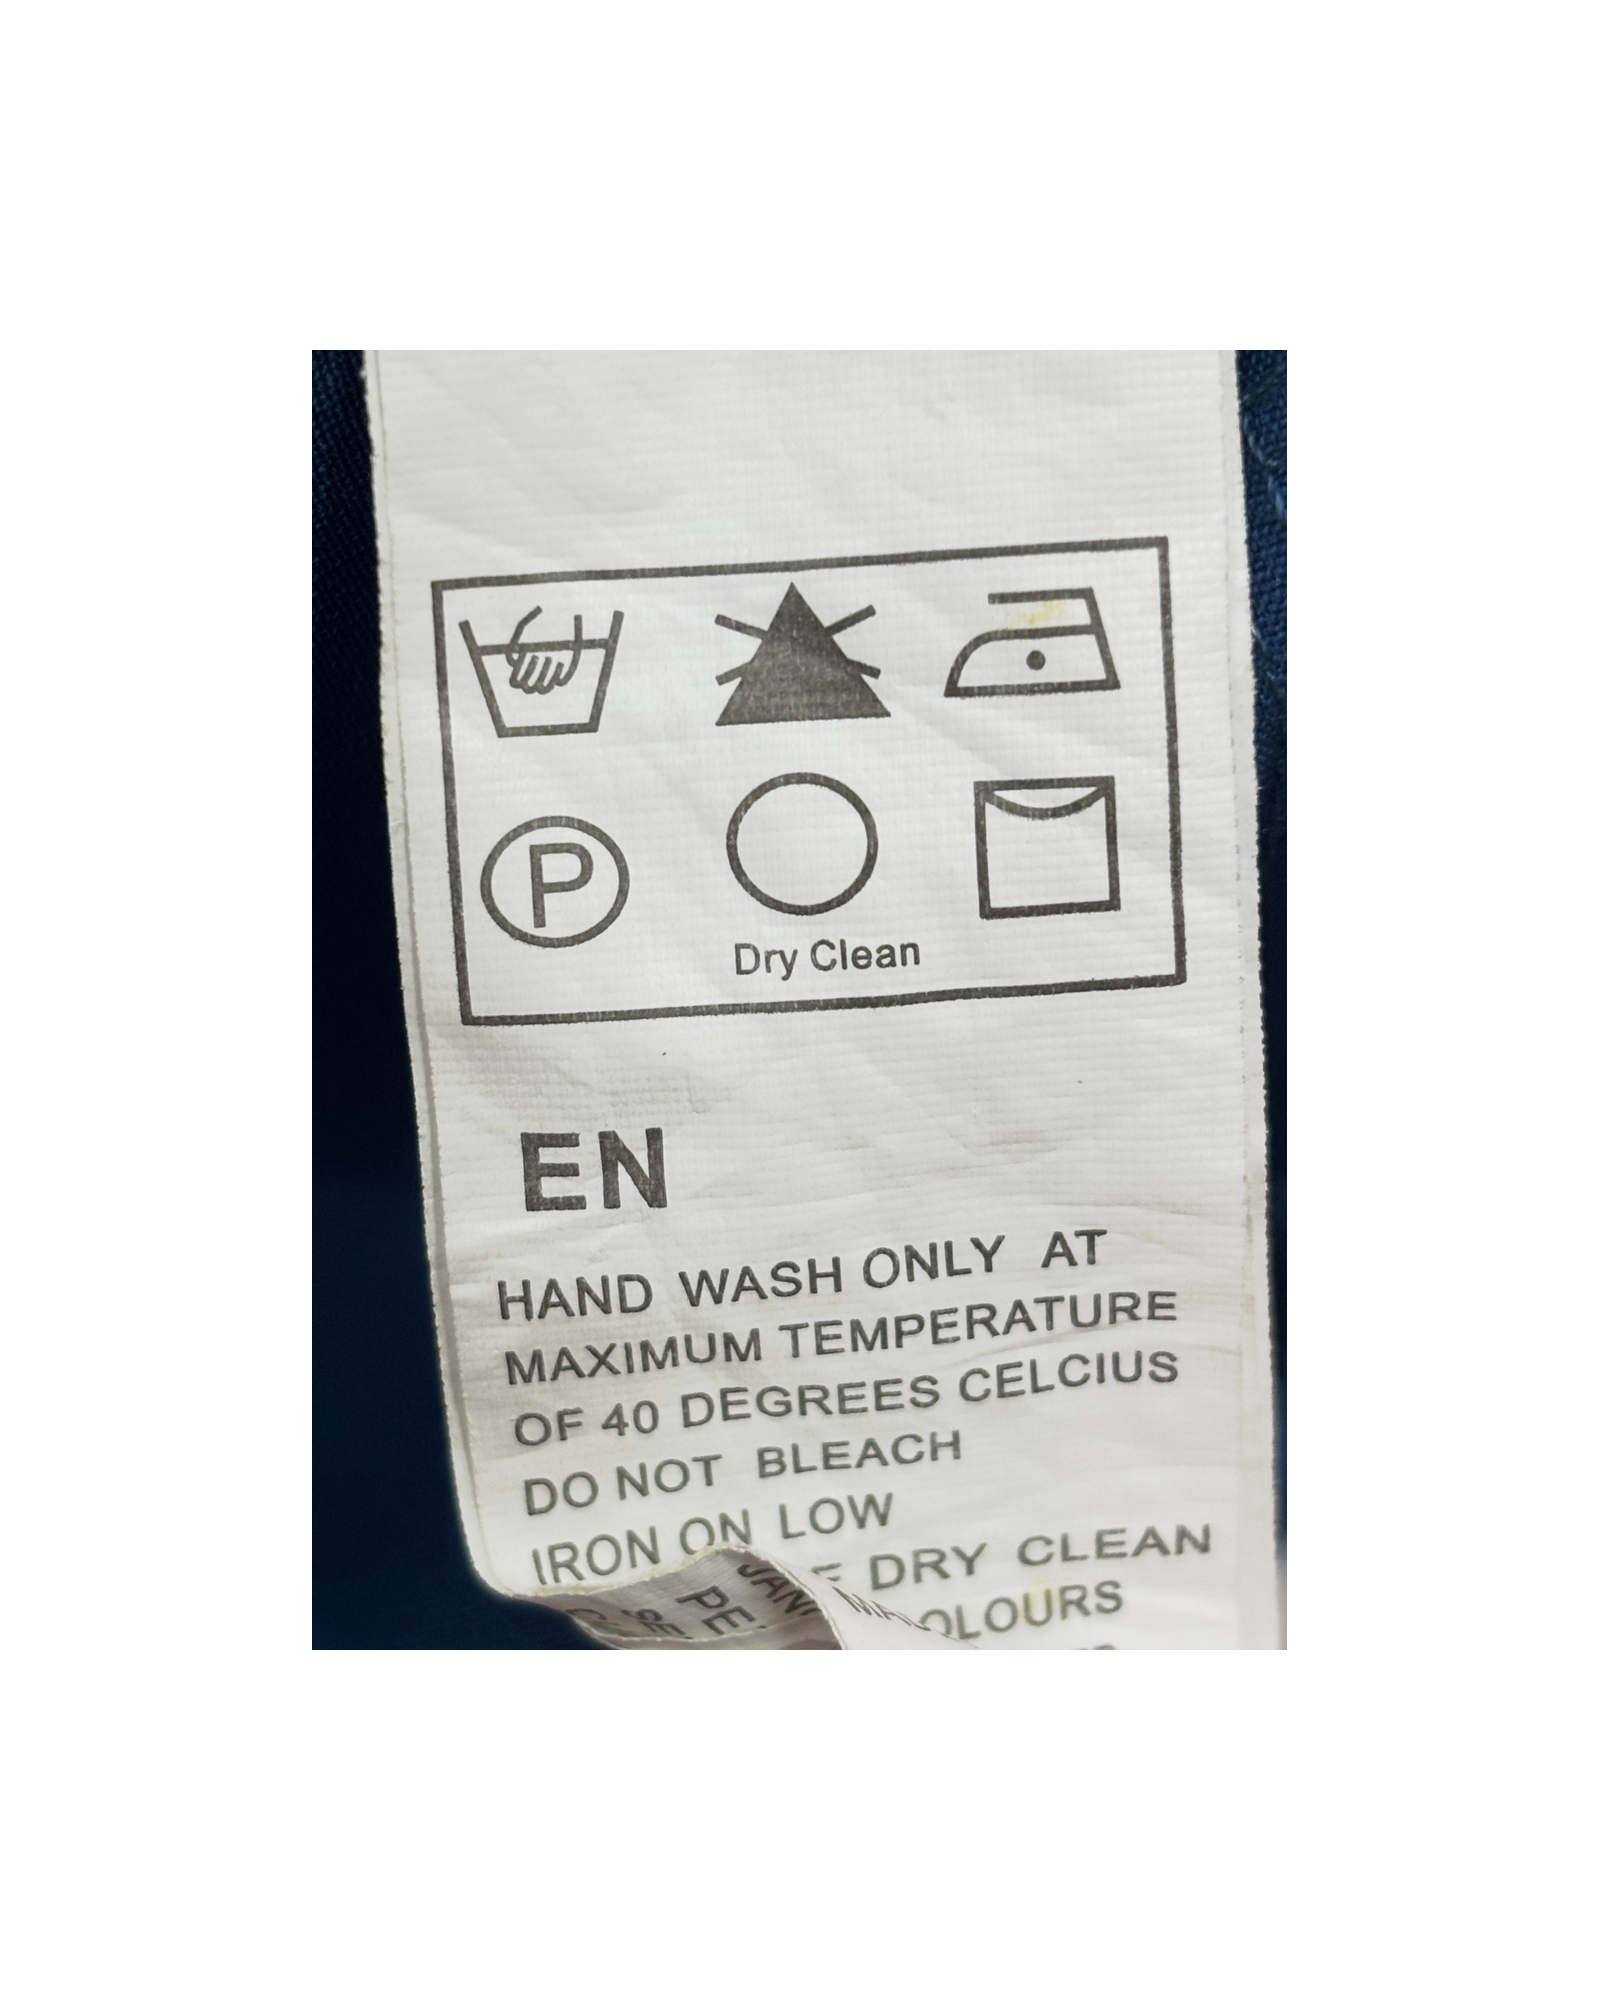 P
Dry Clean
EN
HAND WASH ONLY AT
MAXIMUM TEMPERATURE
OF 40 DEGREES CELCIUS
DO NOT BLEACH
IRON ON LOW
DRY CLEAN